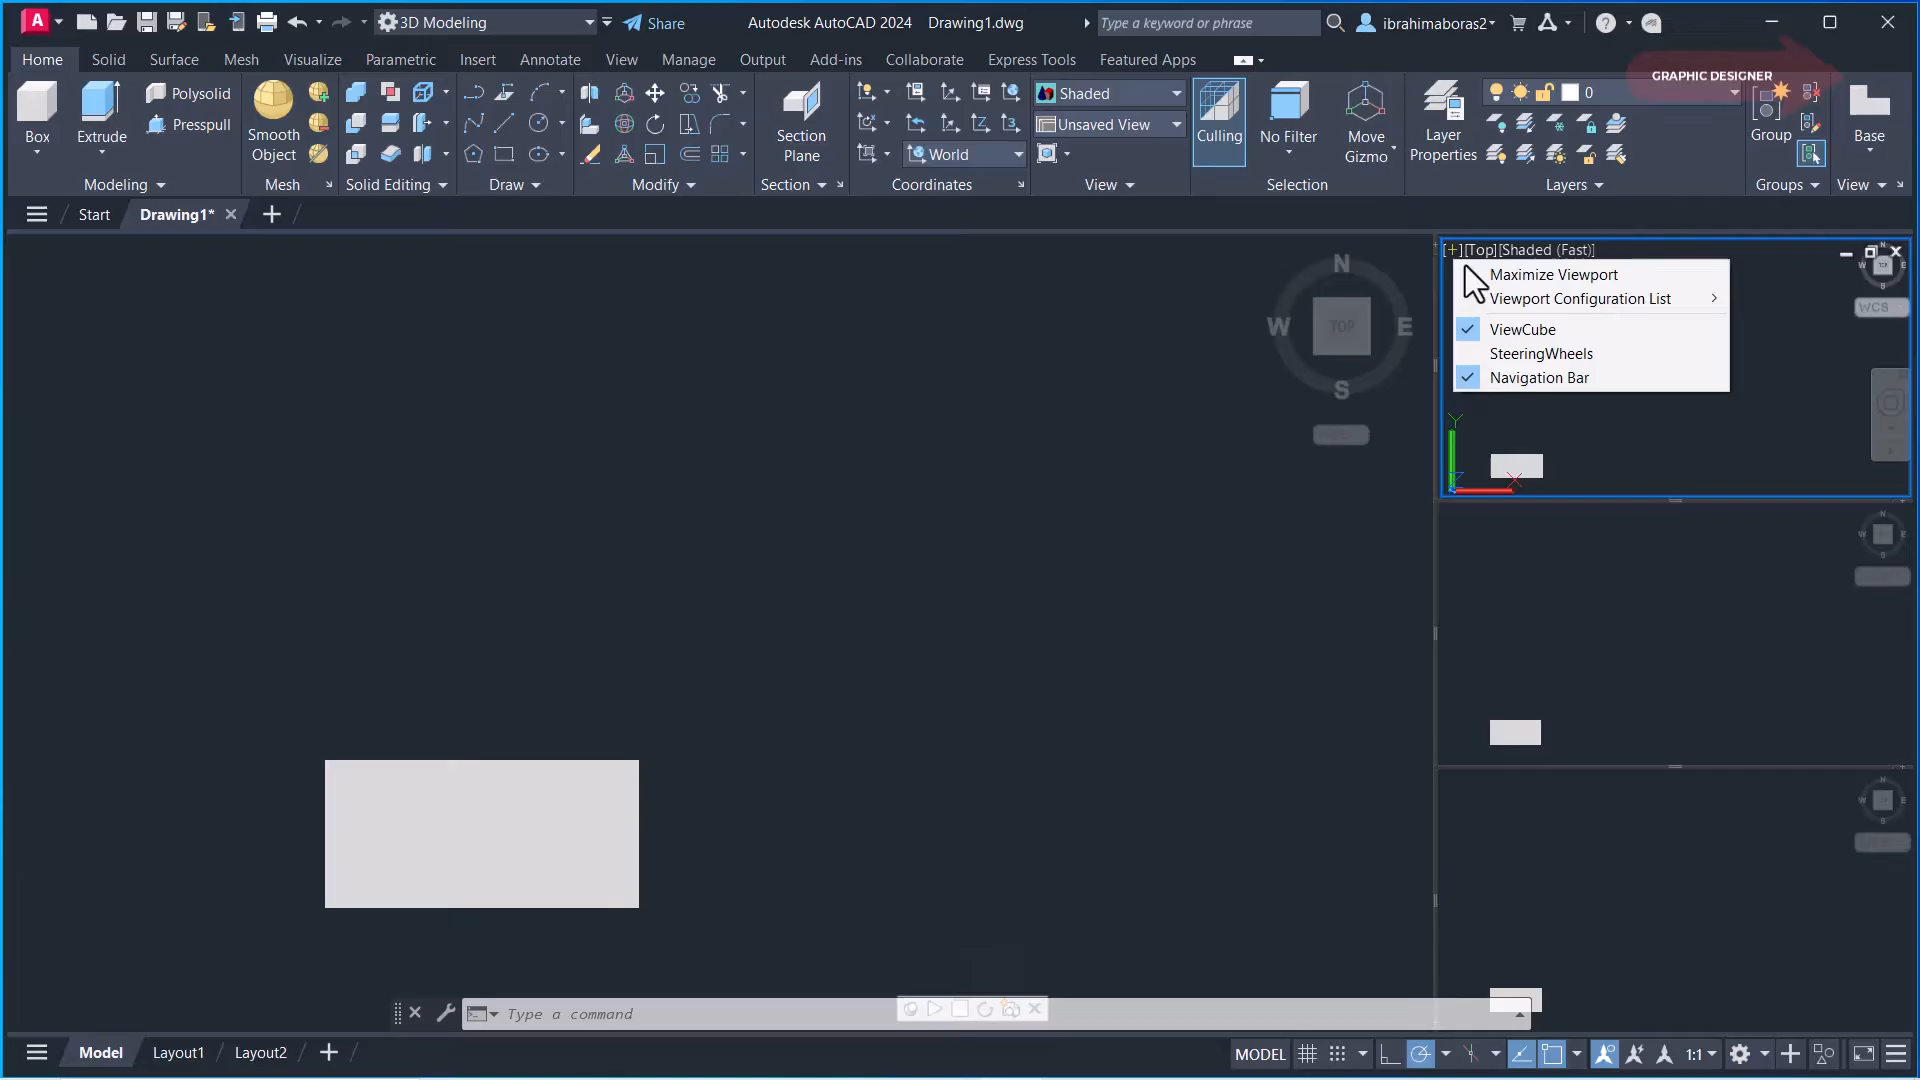 A
3D Modeling
Share
Autodesk AutoCAD 2024 Drawing1.dwg
Type a keyword or phrase
ibrahimaboras2
Home Solid Surface Mesh Visualize Parametric Insert Annotate View Manage Output Add-ins Collaborate Express Tools Featured Apps
GRAPHIC DESIGNER
Box
Extrude
Polysolid
Presspull
Smooth Object
Section Plane
World
Shaded
Unsaved View
Culling
No Filter
Move Gizmo
Layer Properties
0
Group
Base
Modeling
Mesh
Solid Editing
Draw
Modify
Section
Coordinates
View
Selection
Layers
Groups
View
Start
Drawing1*
[+][Top][Shaded (Fast)]
Maximize Viewport
Viewport Configuration List
ViewCube
SteeringWheels
Navigation Bar
N
W TOP E
S
N
W TOP E
S
WCS
Y
X
Z
N
W E
S
N
W E
S
Type a command
Model
Layout1
Layout2
MODEL
1:1